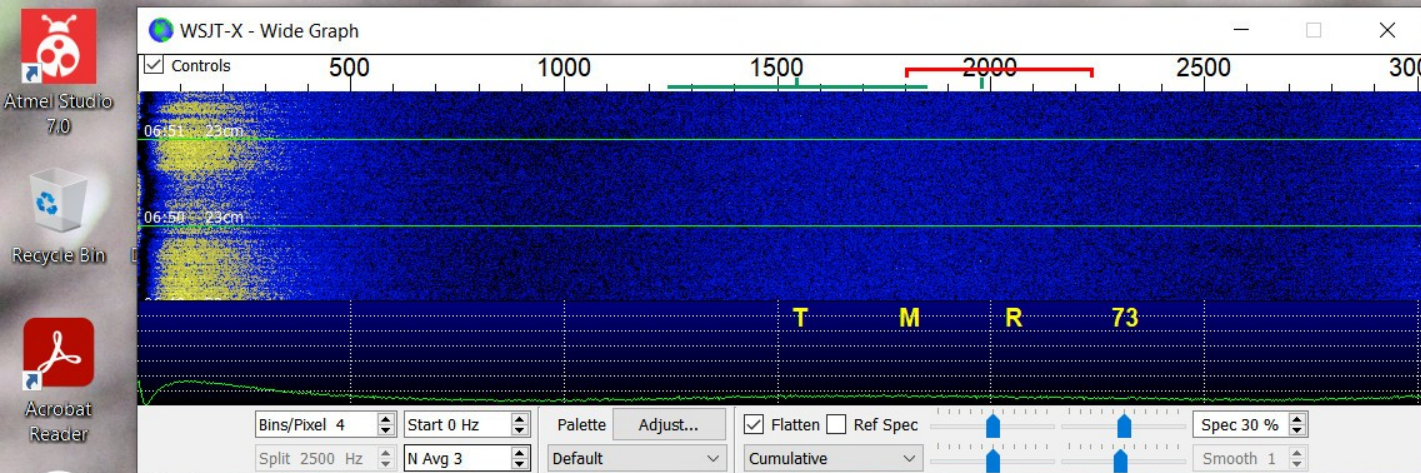 WSJT-X - Wide Graph
Controls
500 1000 1500 2000 2500
Atmel Studio
7.0
06:51 23cm
06:50 23cm
Recycle Bin
T M R 73
Acrobat
Reader
Bins/Pixel 4 Start 0 Hz Palette Adjust... Flatten Ref Spec Spec 30 %
Split 2500 Hz N Avg 3 Default Cumulative Smooth 1